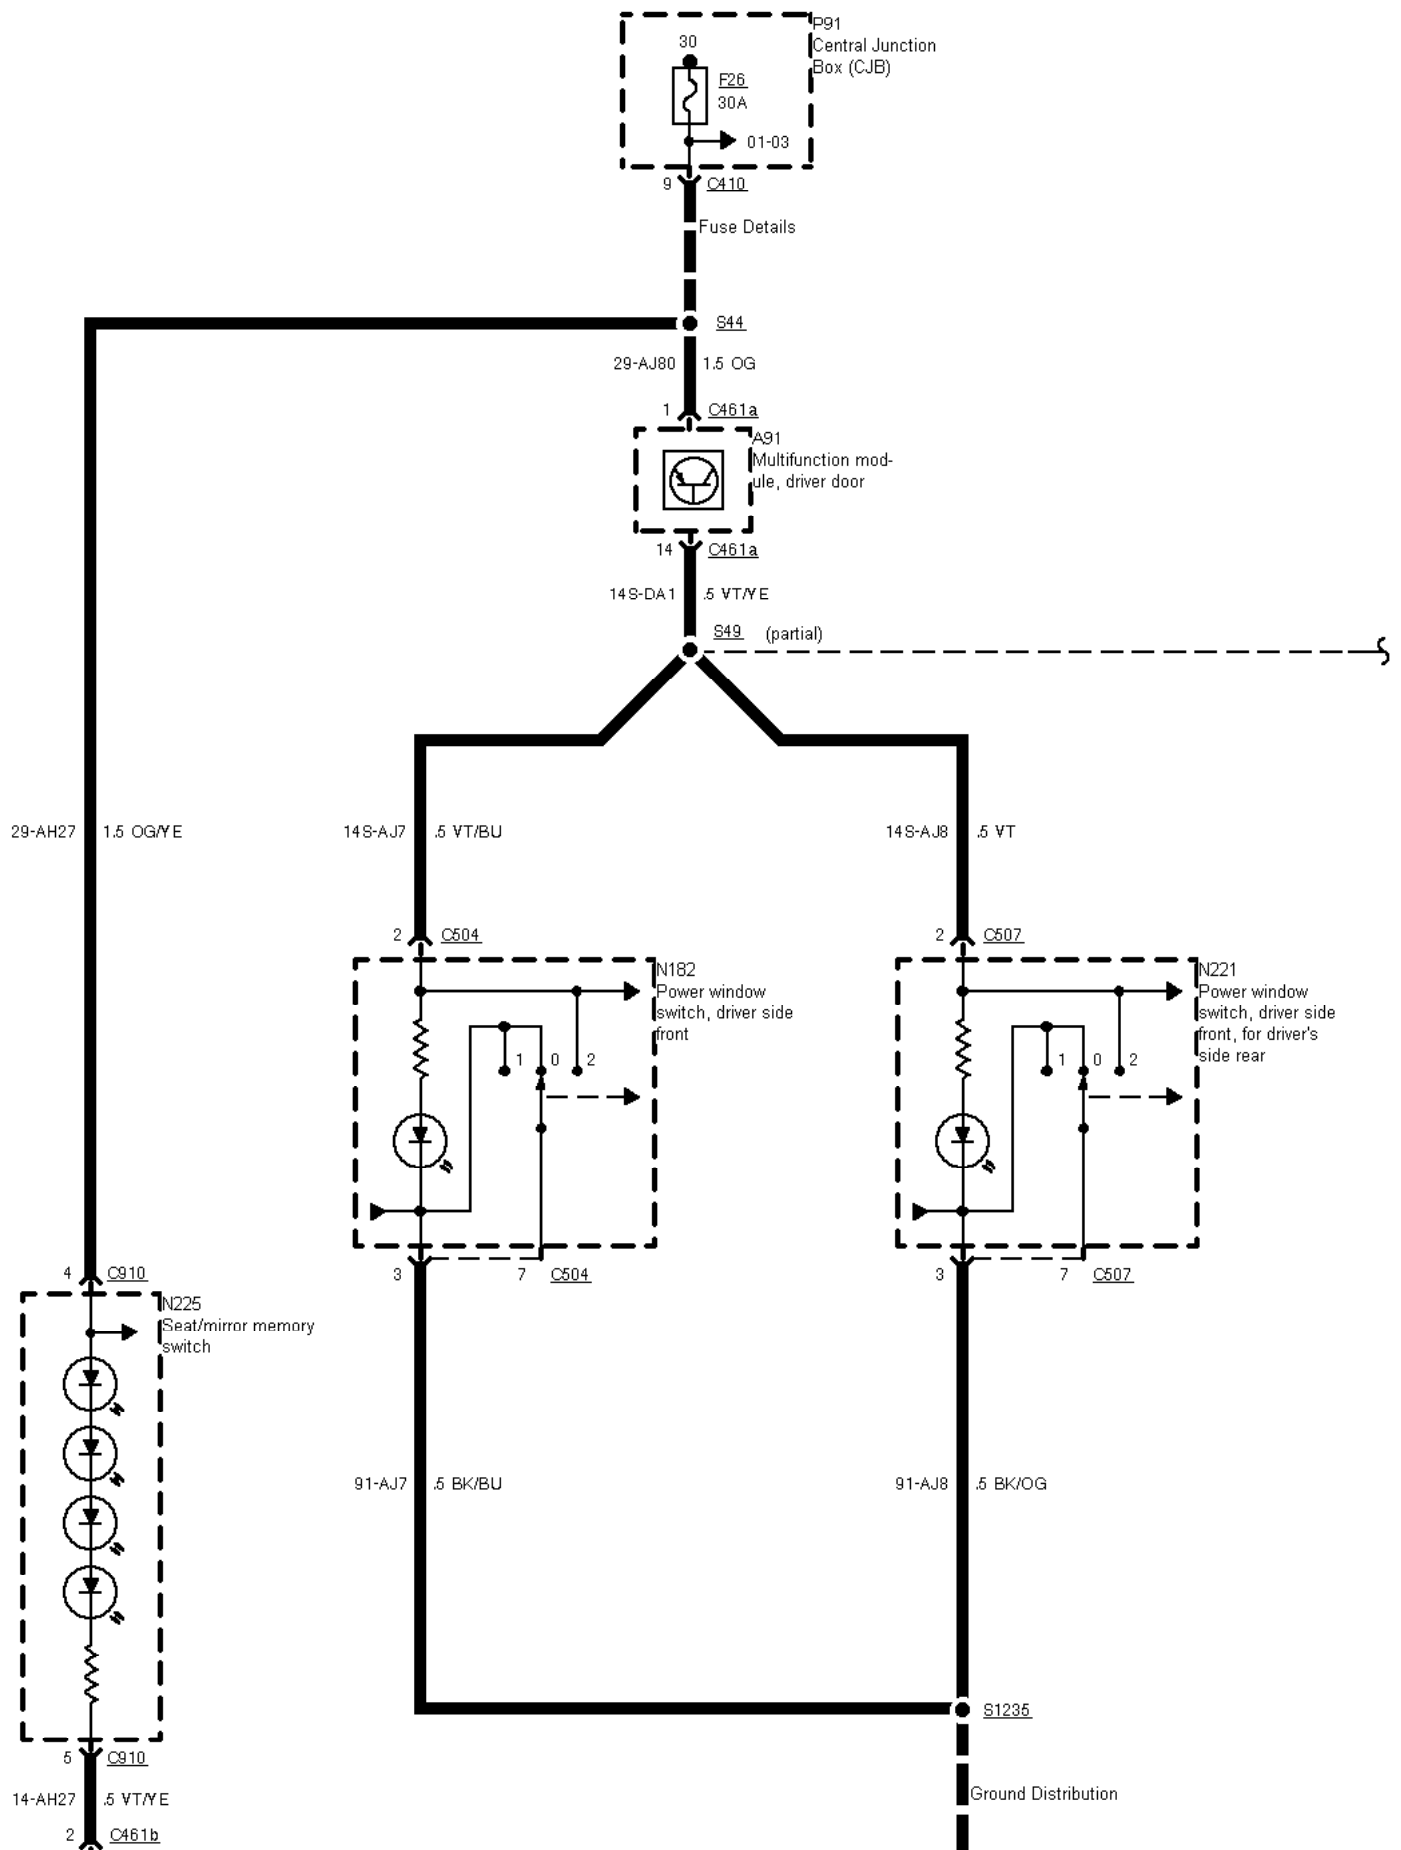 P91
Central Junction
Box (CJB)
30
F26
30A
01-03
9 C410
Fuse Details
S44
29-AJ80 1.5 OG
1 C461a
A91
Multifunction mod-
ule, driver door
14 C461a
14S-DA1 .5 VT/YE
S49 (partial)
29-AH27 1.5 OG/YE
14S-AJ7 .5 VT/BU
14S-AJ8 .5 VT
2 C504
2 C507
N182
Power window
switch, driver side
front
1 0 2
N221
Power window
switch, driver side
front, for driver's
side rear
1 0 2
3 7 C504
3 7 C507
4 C910
N225
Seat/mirror memory
switch
91-AJ7 .5 BK/BU
91-AJ8 .5 BK/OG
S1235
5 C910
Ground Distribution
14-AH27 .5 VT/YE
2 C461b